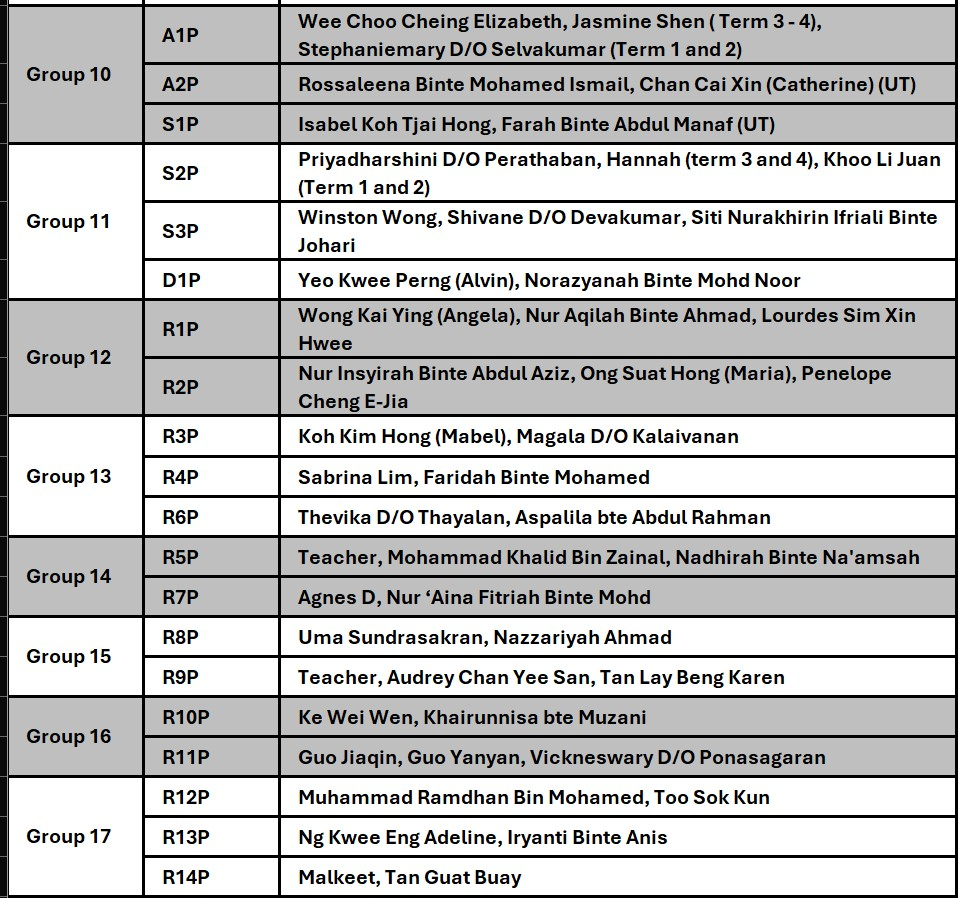 Group 10
A1P
Wee Choo Cheing Elizabeth, Jasmine Shen ( Term 3 - 4),
Stephaniemary D/O Selvakumar (Term 1 and 2)
A2P
Rossaleena Binte Mohamed Ismail, Chan Cai Xin (Catherine) (UT)
S1P
Isabel Koh Tjai Hong, Farah Binte Abdul Manaf (UT)
Group 11
S2P
Priyadharshini D/O Perathaban, Hannah (term 3 and 4), Khoo Li Juan
(Term 1 and 2)
S3P
Winston Wong, Shivane D/O Devakumar, Siti Nurakhirin Ifriali Binte
Johari
D1P
Yeo Kwee Perng (Alvin), Norazyanah Binte Mohd Noor
Group 12
R1P
Wong Kai Ying (Angela), Nur Aqilah Binte Ahmad, Lourdes Sim Xin
Hwee
R2P
Nur Insyirah Binte Abdul Aziz, Ong Suat Hong (Maria), Penelope
Cheng E-Jia
Group 13
R3P
Koh Kim Hong (Mabel), Magala D/O Kalaivanan
R4P
Sabrina Lim, Faridah Binte Mohamed
R6P
Thevika D/O Thayalan, Aspalila bte Abdul Rahman
Group 14
R5P
Teacher, Mohammad Khalid Bin Zainal, Nadhirah Binte Na'amsah
R7P
Agnes D, Nur ‘Aina Fitriah Binte Mohd
Group 15
R8P
Uma Sundrasakran, Nazzariyah Ahmad
R9P
Teacher, Audrey Chan Yee San, Tan Lay Beng Karen
Group 16
R10P
Ke Wei Wen, Khairunnisa bte Muzani
R11P
Guo Jiaqin, Guo Yanyan, Vickneswary D/O Ponasagaran
Group 17
R12P
Muhammad Ramdhan Bin Mohamed, Too Sok Kun
R13P
Ng Kwee Eng Adeline, Iryanti Binte Anis
R14P
Malkeet, Tan Guat Buay